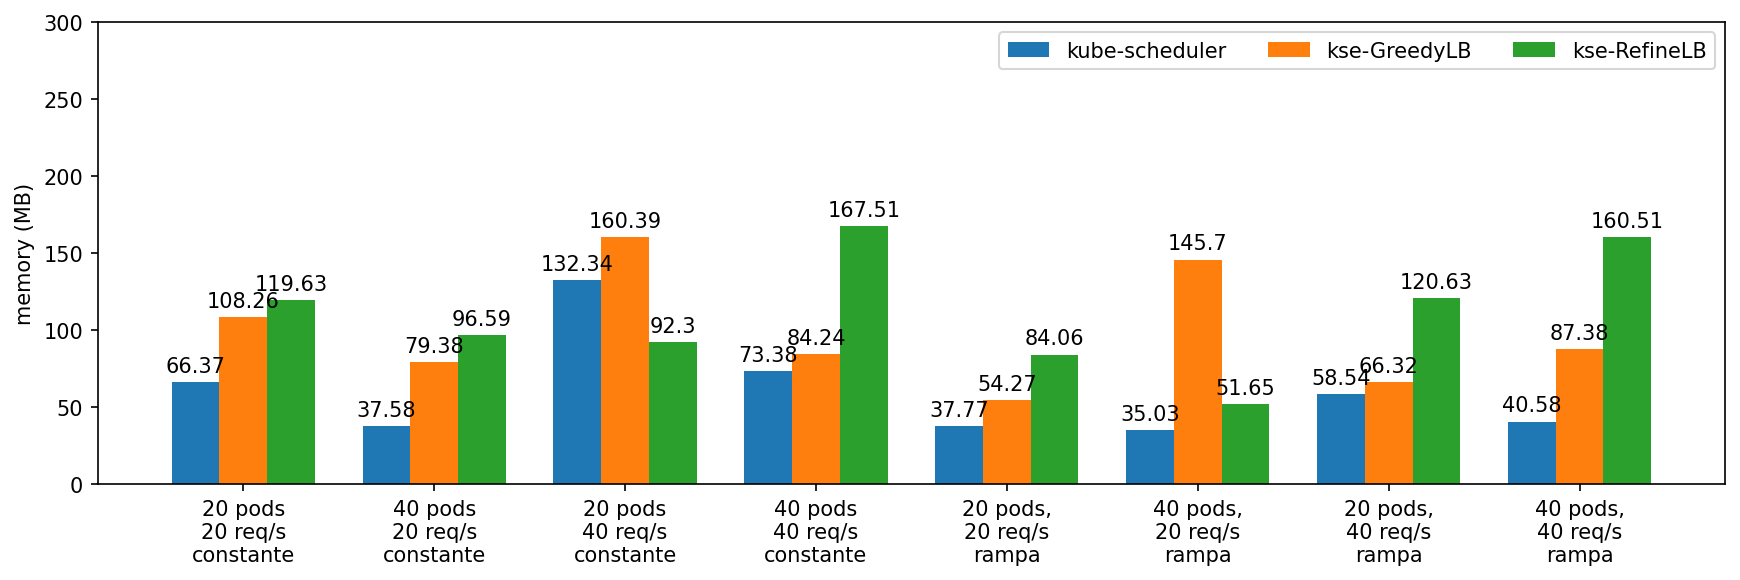 300
250
200
150
100
50
0
memory (MB)
kube-scheduler
kse-GreedyLB
kse-RefineLB
66.37
108.26
119.63
37.58
79.38
96.59
132.34
160.39
92.3
73.38
84.24
167.51
37.77
54.27
84.06
35.03
145.7
51.65
58.54
66.32
120.63
40.58
87.38
160.51
20 pods
20 req/s
constante
40 pods
20 req/s
constante
20 pods
40 req/s
constante
40 pods
40 req/s
constante
20 pods,
20 req/s
rampa
40 pods,
20 req/s
rampa
20 pods,
40 req/s
rampa
40 pods,
40 req/s
rampa